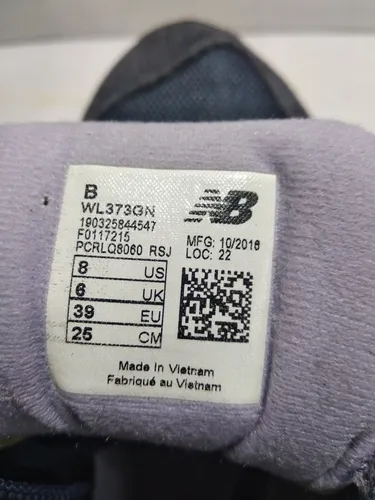 B
WL373GN
190325844547
F0117215
PCRLQ8060 RSJ
NB
MFG: 10/2016
LOC: 22
8 US
6 UK
39 EU
25 CM
Made in Vietnam
Fabriqué au Vietnam